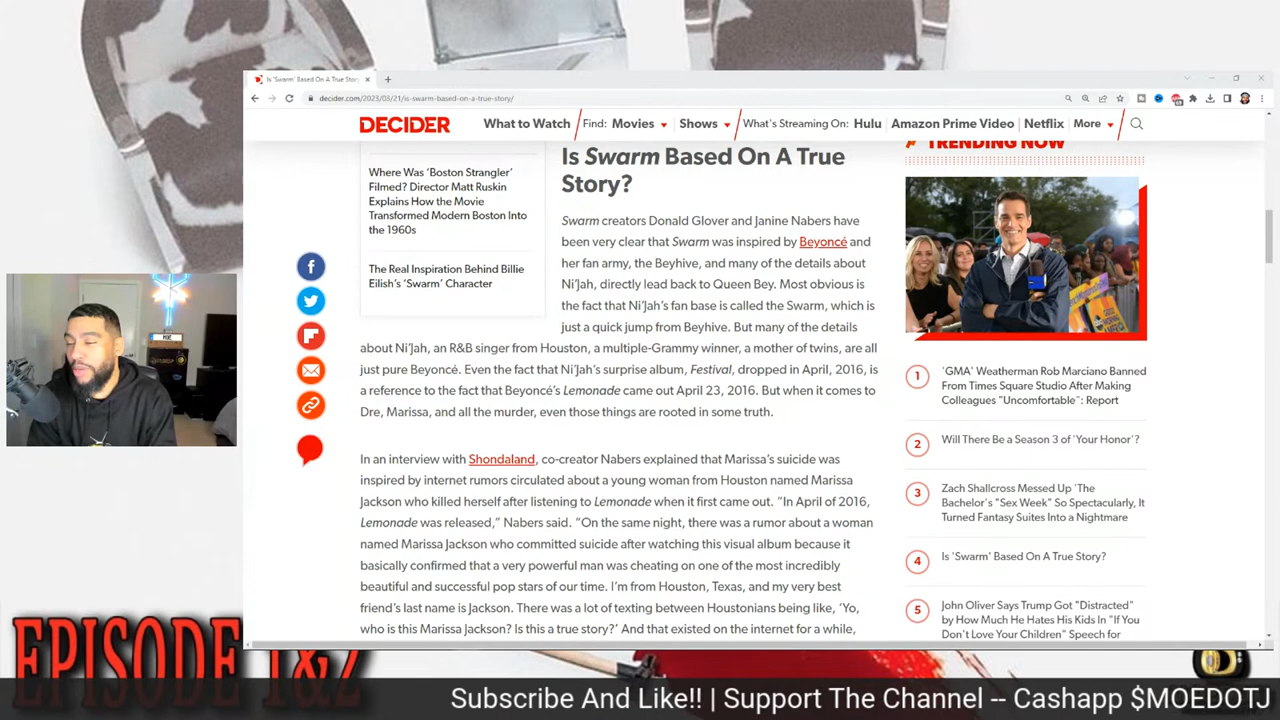 Is 'Swarm' Based On A True Stor
decider.com/2023/03/21/is-swarm-based-on-a-true-story/
DECIDER
What to Watch
Find: Movies
Shows
What's Streaming On: Hulu
Amazon Prime Video
Netflix
More
Where Was 'Boston Strangler'
Filmed? Director Matt Ruskin
Explains How the Movie
Transformed Modern Boston Into
the 1960s
The Real Inspiration Behind Billie
Eilish's 'Swarm' Character
Is Swarm Based On A True
Story?
Swarm creators Donald Glover and Janine Nabers have
been very clear that Swarm was inspired by Beyoncé and
her fan army, the Beyhive, and many of the details about
Ni'Jah, directly lead back to Queen Bey. Most obvious is
the fact that Ni'Jah's fan base is called the Swarm, which is
just a quick jump from Beyhive. But many of the details
about Ni'Jah, an R&B singer from Houston, a multiple-Grammy winner, a mother of twins, are all
just pure Beyoncé. Even the fact that Ni'Jah's surprise album, Festival, dropped in April, 2016, is
a reference to the fact that Beyoncé's Lemonade came out April 23, 2016. But when it comes to
Dre, Marissa, and all the murder, even those things are rooted in some truth.
In an interview with Shondaland, co-creator Nabers explained that Marissa's suicide was
inspired by internet rumors circulated about a young woman from Houston named Marissa
Jackson who killed herself after listening to Lemonade when it first came out. "In April of 2016,
Lemonade was released," Nabers said. "On the same night, there was a rumor about a woman
named Marissa Jackson who committed suicide after watching this visual album because it
basically confirmed that a very powerful man was cheating on one of the most incredibly
beautiful and successful pop stars of our time. I'm from Houston, Texas, and my very best
friend's last name is Jackson. There was a lot of texting between Houstonians being like, 'Yo,
who is this Marissa Jackson? Is this a true story?' And that existed on the internet for a while,
TRENDING NOW
1
'GMA' Weatherman Rob Marciano Banned
From Times Square Studio After Making
Colleagues "Uncomfortable": Report
2
Will There Be a Season 3 of 'Your Honor'?
3
Zach Shallcross Messed Up 'The
Bachelor's "Sex Week" So Spectacularly, It
Turned Fantasy Suites Into a Nightmare
4
Is 'Swarm' Based On A True Story?
5
John Oliver Says Trump Got "Distracted"
by How Much He Hates His Kids In "If You
Don't Love Your Children" Speech for
MOE
EPISODE 1&2
Subscribe And Like!! | Support The Channel -- Cashapp $MOEDOTJ